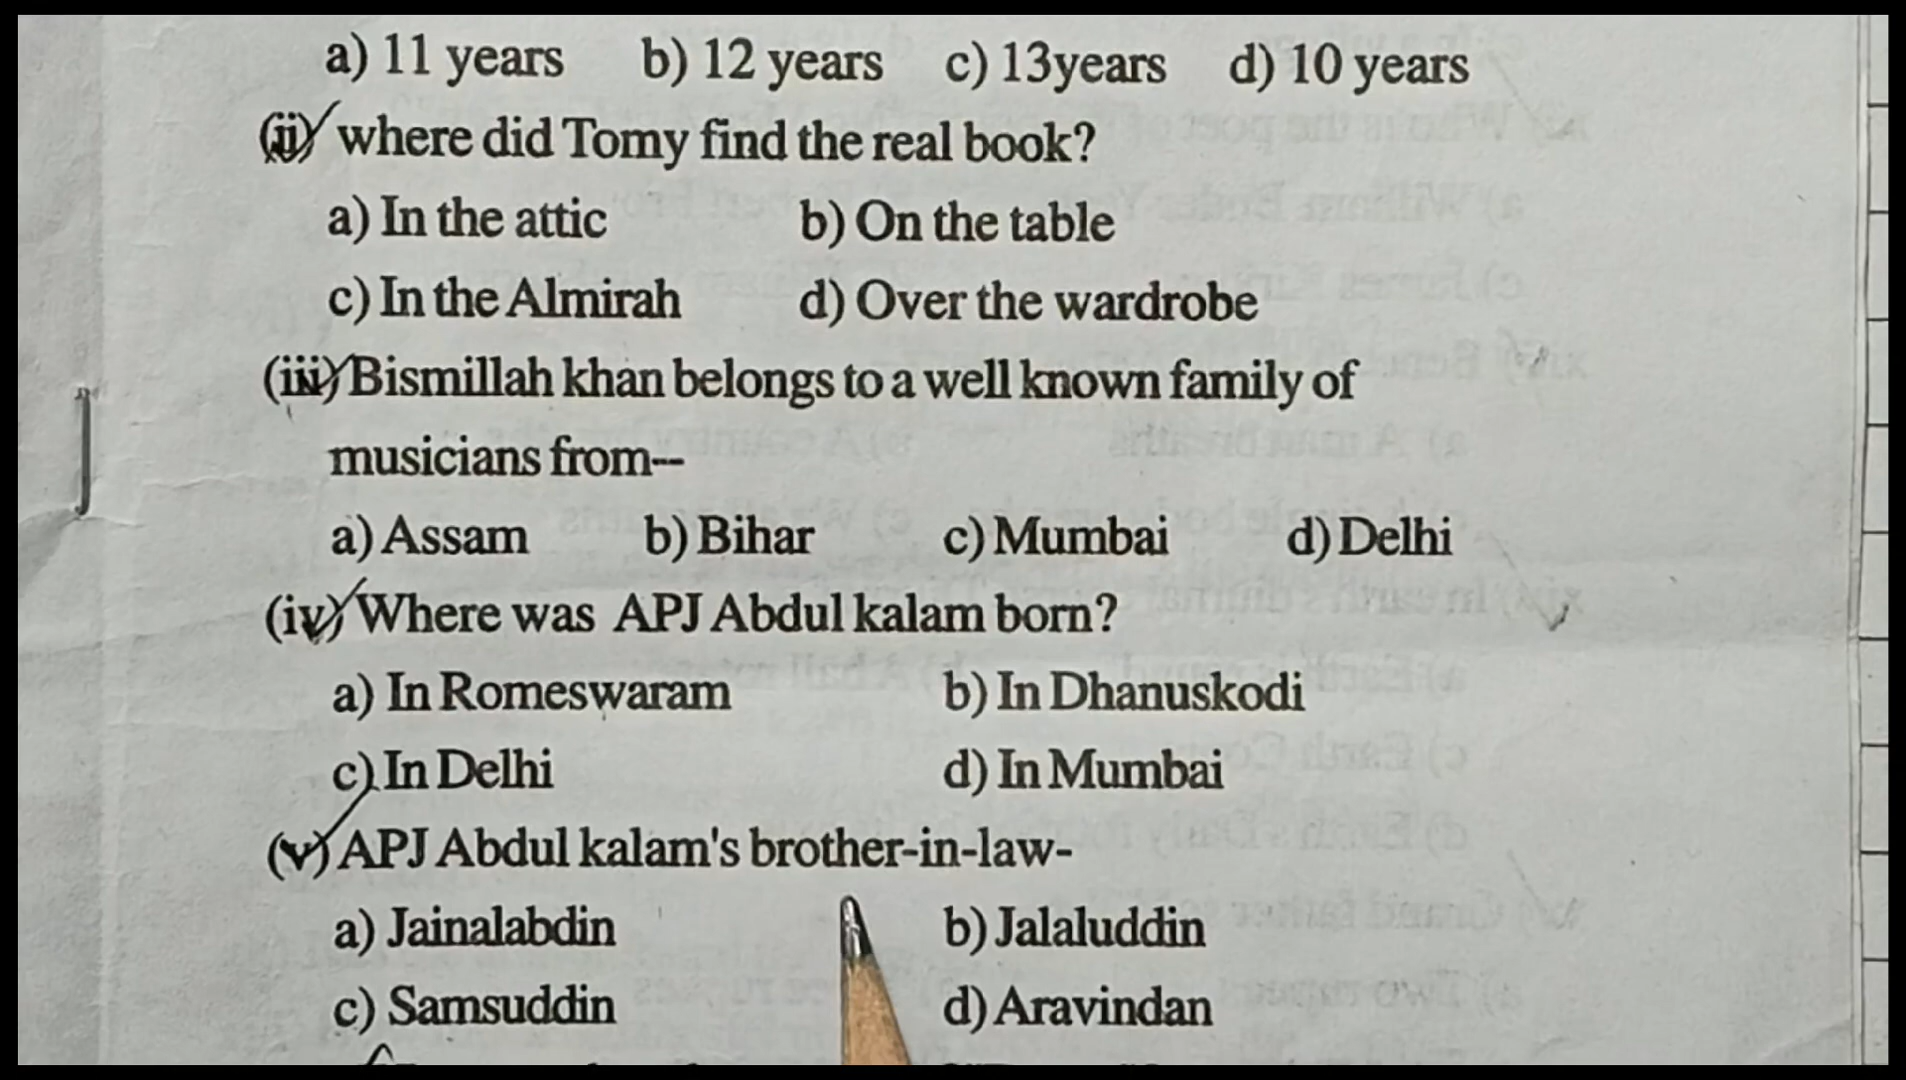 a) 11 years b) 12 years c) 13years d) 10 years
(ii) where did Tomy find the real book?
a) In the attic b) On the table
c) In the Almirah d) Over the wardrobe
(iii) Bismillah khan belongs to a well known family of
musicians from--
a) Assam b) Bihar c) Mumbai d) Delhi
(iv) Where was APJ Abdul kalam born?
a) In Romeswaram b) In Dhanuskodi
c) In Delhi d) In Mumbai
(v) APJ Abdul kalam's brother-in-law-
a) Jainalabdin b) Jalaluddin
c) Samsuddin d) Aravindan